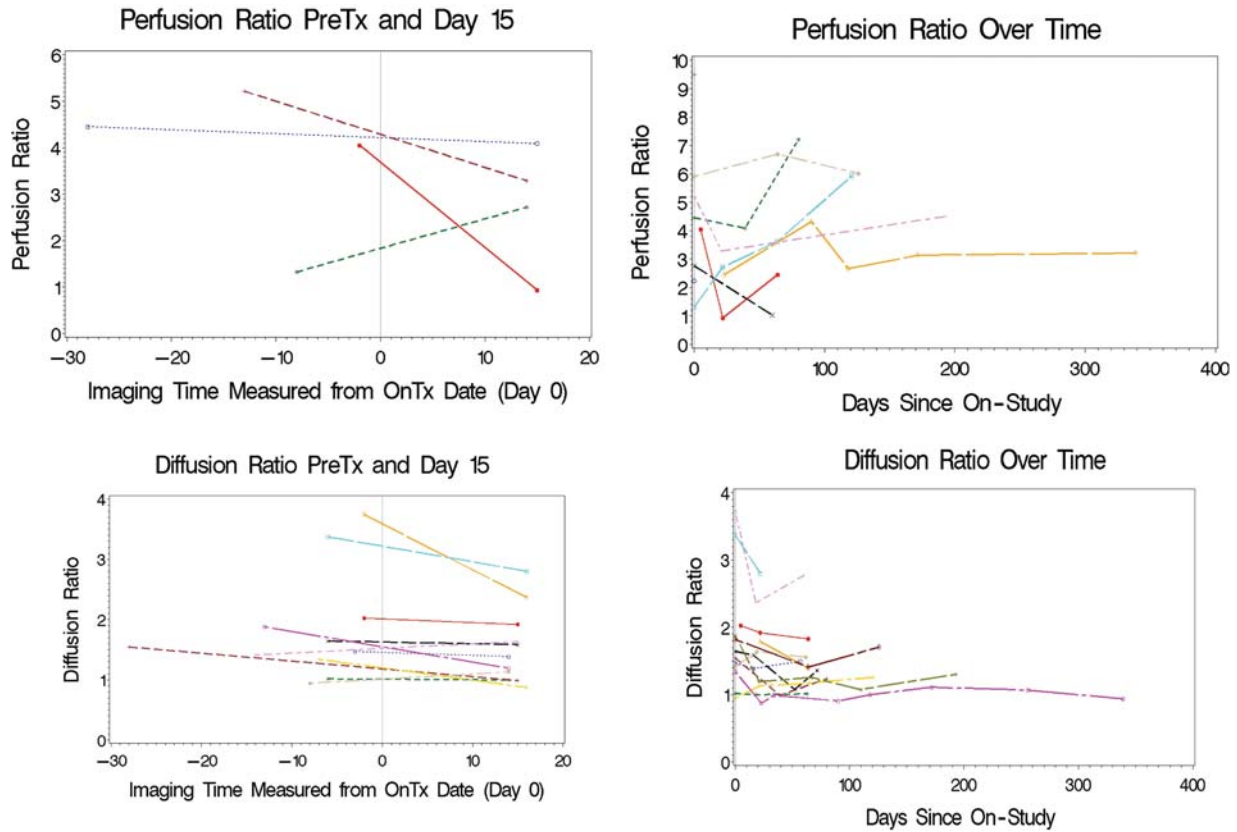 Perfusion Ratio PreTx and Day 15
Perfusion Ratio
6
5
4
3
2
1
0
−30 −20 −10 0 10 20
Imaging Time Measured from OnTx Date (Day 0)
Perfusion Ratio Over Time
Perfusion Ratio
10
9
8
7
6
5
4
3
2
1
0
0 100 200 300 400
Days Since On-Study
Diffusion Ratio PreTx and Day 15
Diffusion Ratio
4
3
2
1
0
−30 −20 −10 0 10 20
Imaging Time Measured from OnTx Date (Day 0)
Diffusion Ratio Over Time
Diffusion Ratio
4
3
2
1
0
0 100 200 300 400
Days Since On-Study